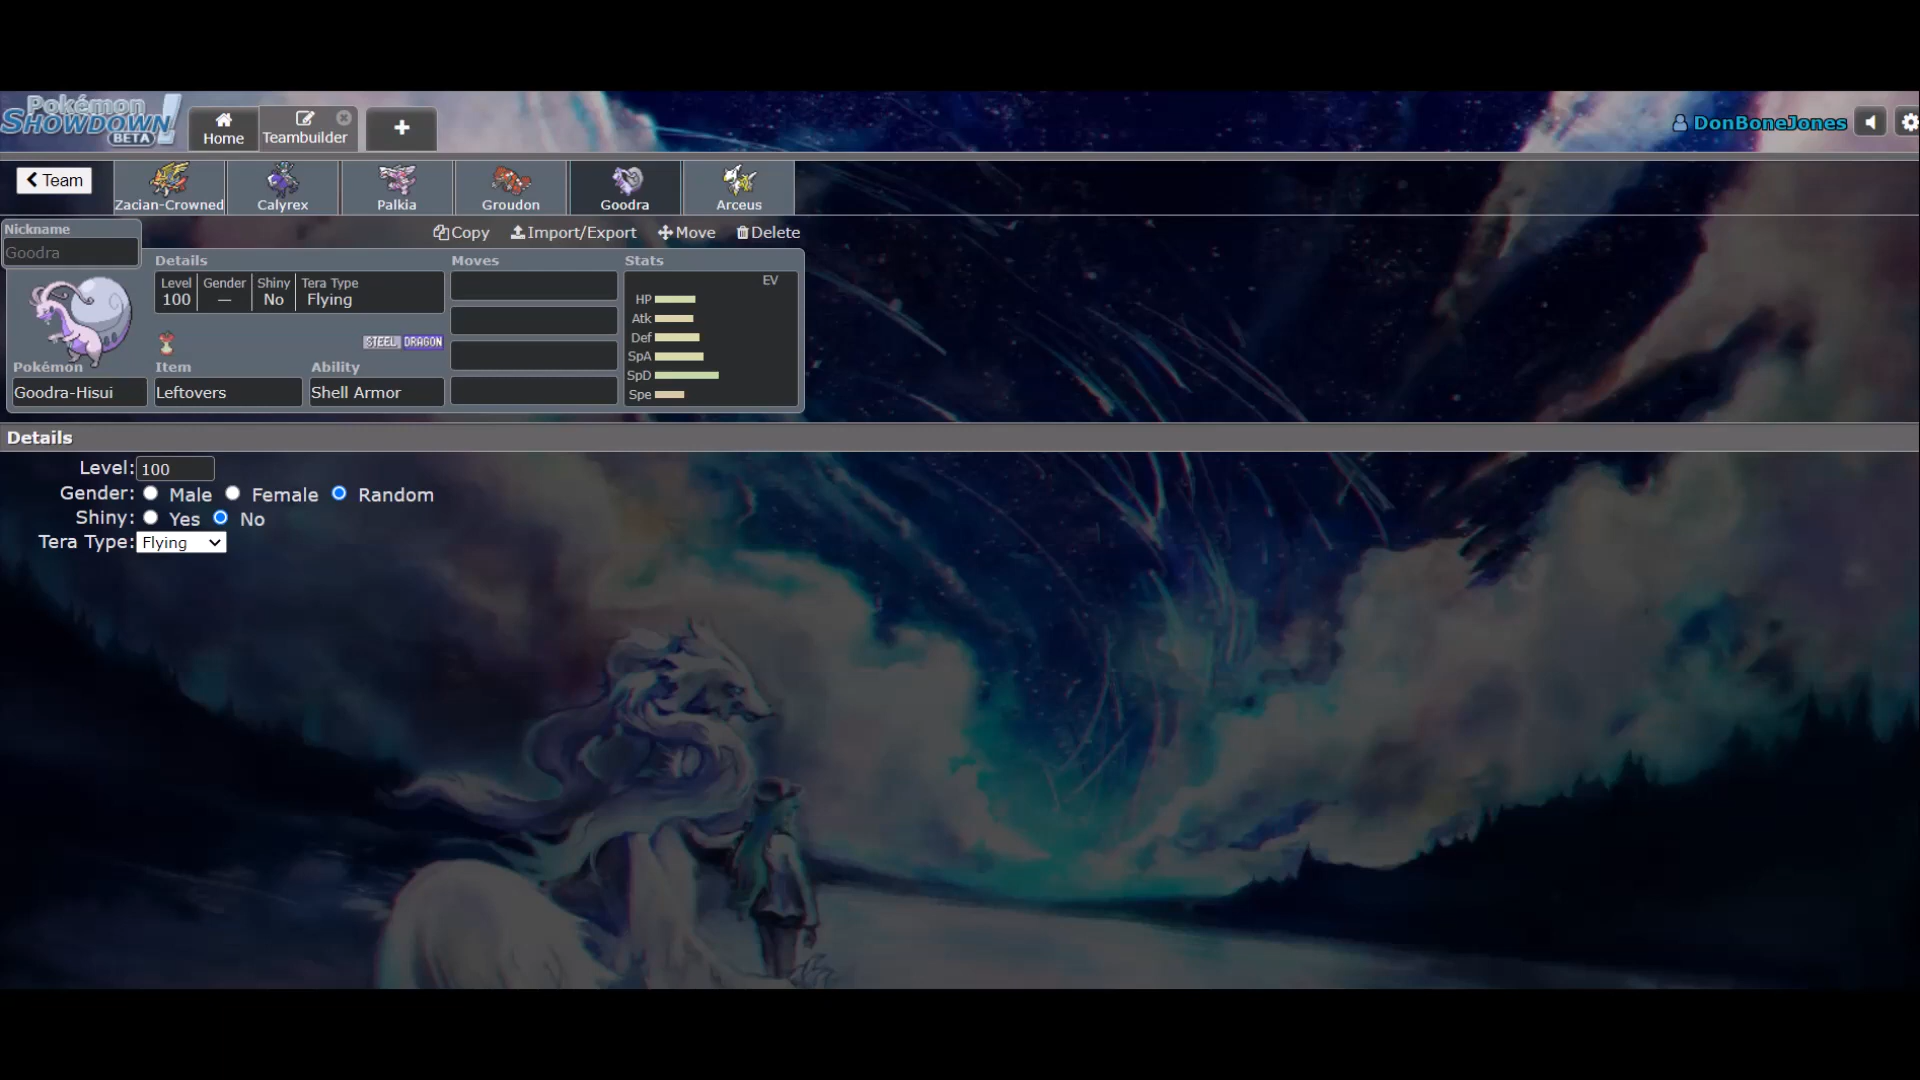 Pokémon
SHOWDOWN!
BETA
Home
Teambuilder
DonBoneJones
Team
Zacian-Crowned
Calyrex
Palkia
Groudon
Goodra
Arceus
Nickname
Goodra
Copy
Import/Export
Move
Delete
Details
Moves
Stats
Level
Gender
Shiny
Tera Type
100
—
No
Flying
EV
HP
Atk
Def
SpA
SpD
Spe
STEEL DRAGON
Pokémon
Item
Ability
Goodra-Hisui
Leftovers
Shell Armor
Details
Level: 100
Gender: Male Female Random
Shiny: Yes No
Tera Type: Flying